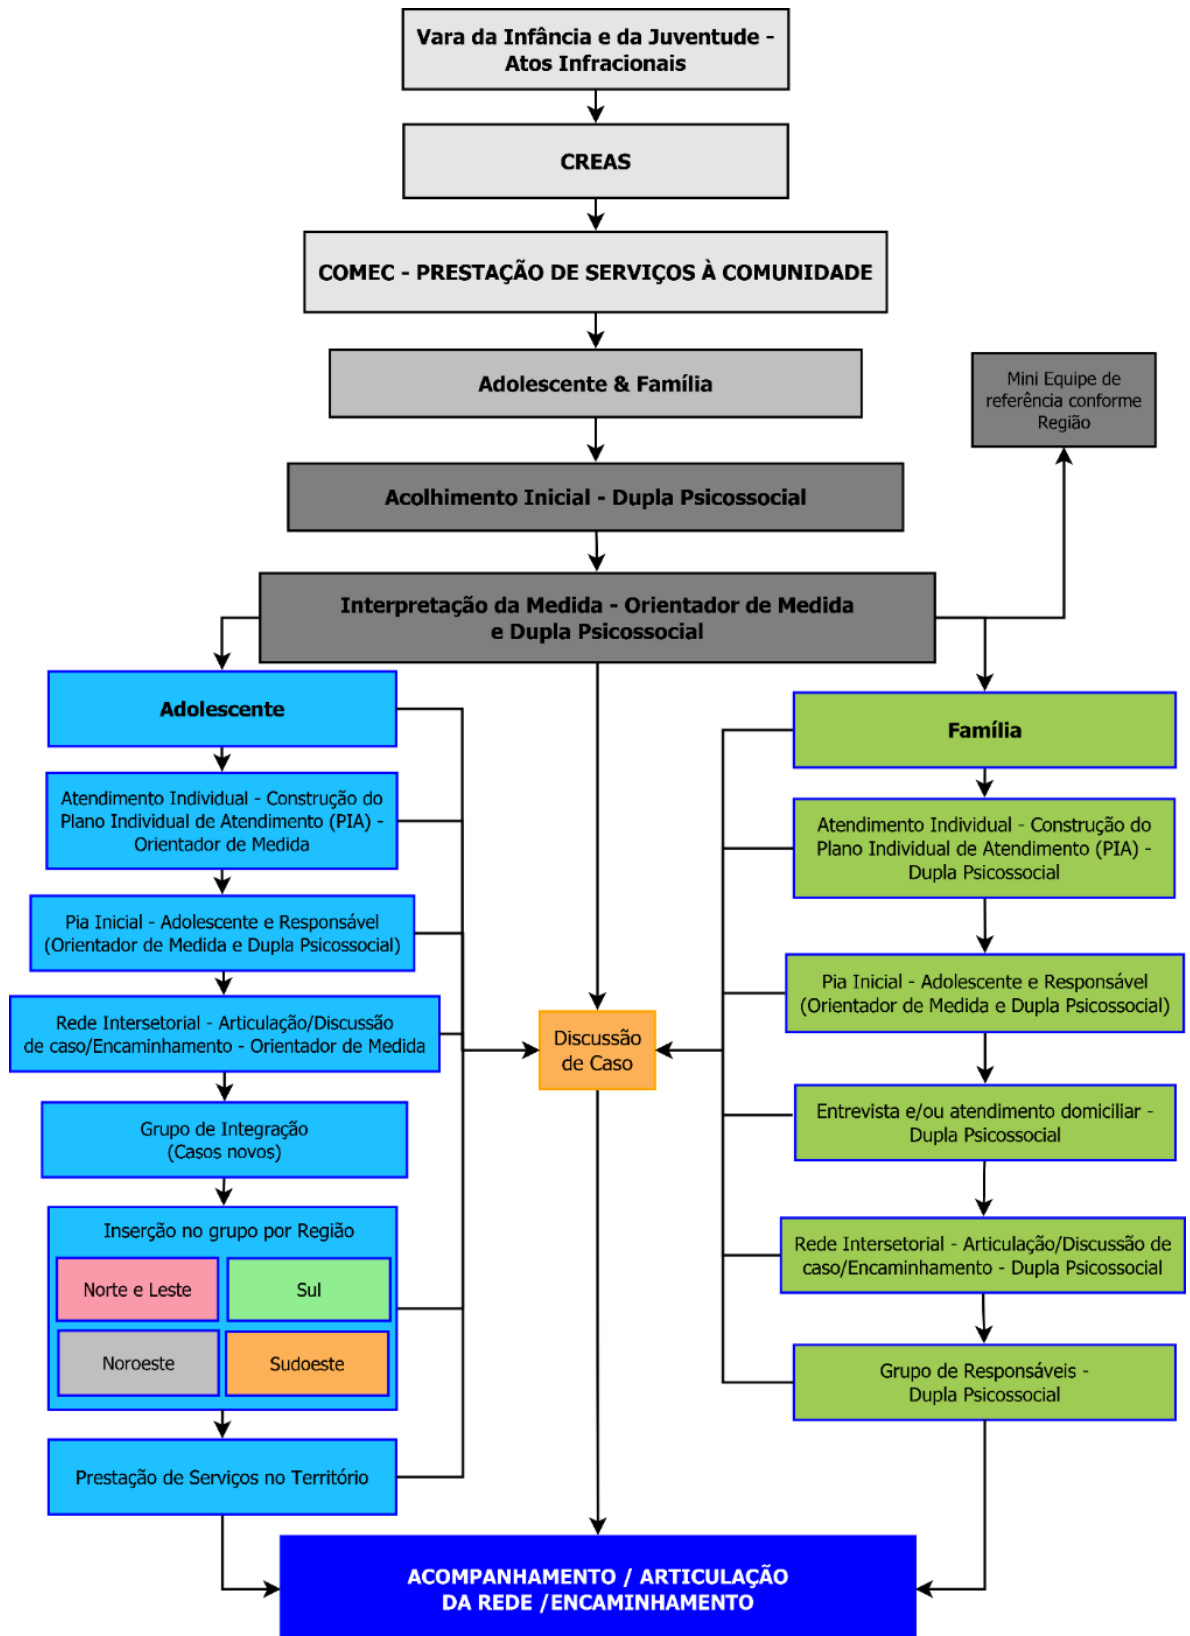 Vara da Infância e da Juventude -
Atos Infracionais
CREAS
COMEC - PRESTAÇÃO DE SERVIÇOS À COMUNIDADE
Adolescente & Família
Mini Equipe de
referência conforme
Região
Acolhimento Inicial - Dupla Psicossocial
Interpretação da Medida - Orientador de Medida
e Dupla Psicossocial
Adolescente
Atendimento Individual - Construção do
Plano Individual de Atendimento (PIA) -
Orientador de Medida
Pia Inicial - Adolescente e Responsável
(Orientador de Medida e Dupla Psicossocial)
Rede Intersetorial - Articulação/Discussão
de caso/Encaminhamento - Orientador de Medida
Grupo de Integração
(Casos novos)
Inserção no grupo por Região
Norte e Leste
Sul
Noroeste
Sudoeste
Prestação de Serviços no Território
Discussão
de Caso
Família
Atendimento Individual - Construção do
Plano Individual de Atendimento (PIA) -
Dupla Psicossocial
Pia Inicial - Adolescente e Responsável
(Orientador de Medida e Dupla Psicossocial)
Entrevista e/ou atendimento domiciliar -
Dupla Psicossocial
Rede Intersetorial - Articulação/Discussão de
caso/Encaminhamento - Dupla Psicossocial
Grupo de Responsáveis -
Dupla Psicossocial
ACOMPANHAMENTO / ARTICULAÇÃO
DA REDE /ENCAMINHAMENTO